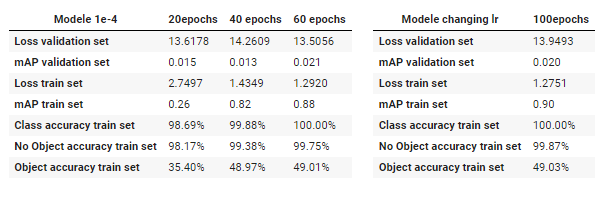 Modele 1e-4 20epochs 40 epochs 60 epochs
Loss validation set 13.6178 14.2609 13.5056
mAP validation set 0.015 0.013 0.021
Loss train set 2.7497 1.4349 1.2920
mAP train set 0.26 0.82 0.88
Class accuracy train set 98.69% 99.88% 100.00%
No Object accuracy train set 98.17% 99.38% 99.75%
Object accuracy train set 35.40% 48.97% 49.01%
Modele changing lr 100epochs
Loss validation set 13.9493
mAP validation set 0.020
Loss train set 1.2751
mAP train set 0.90
Class accuracy train set 100.00%
No Object accuracy train set 99.87%
Object accuracy train set 49.03%